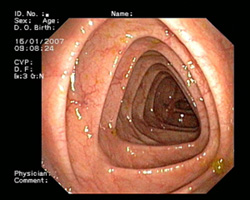 ID. No. :
Name:
Sex: Age:
D. O. Birth:
16/01/2007
09:08:24
CVP:
D. F:
Physician:
Comment: